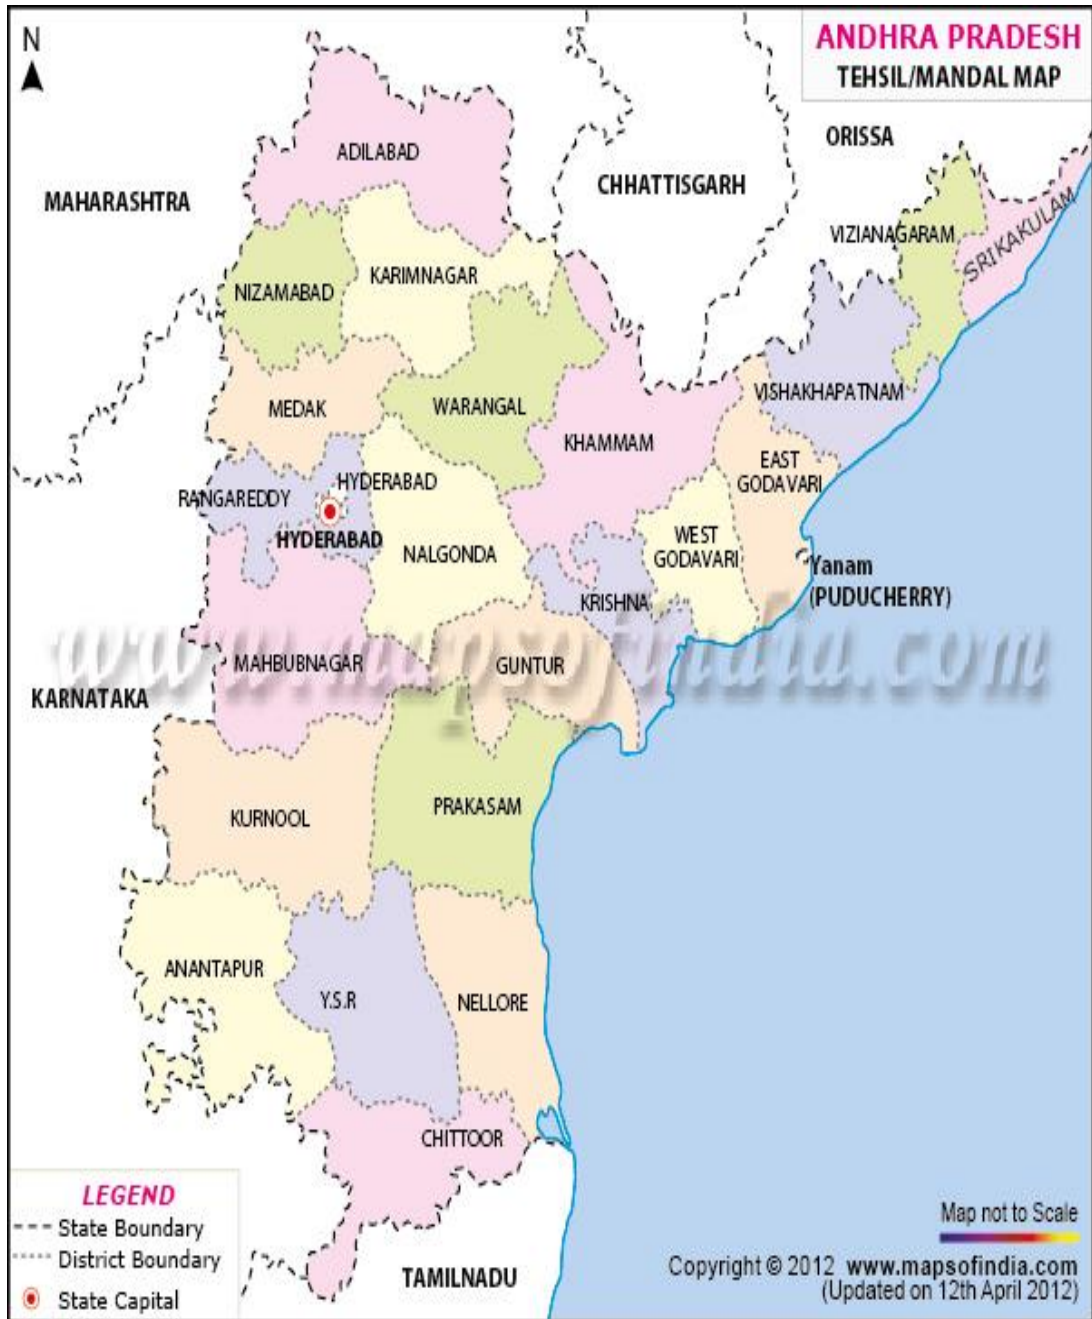 N
ANDHRA PRADESH
TEHSIL/MANDAL MAP
ORISSA
ADILABAD
CHHATTISGARH
MAHARASHTRA
SRIKAKULAM
VIZIANAGARAM
KARIMNAGAR
NIZAMABAD
VISHAKHAPATNAM
MEDAK
WARANGAL
KHAMMAM
EAST
GODAVARI
HYDERABAD
RANGAREDDY
HYDERABAD
WEST
GODAVARI
NALGONDA
Yanam
(PUDUCHERRY)
KRISHNA
www.mapsofindia.com
MAHBUBNAGAR
GUNTUR
KARNATAKA
PRAKASAM
KURNOOL
ANANTAPUR
Y.S.R
NELLORE
CHITTOOR
LEGEND
State Boundary
District Boundary
State Capital
TAMILNADU
Map not to Scale
Copyright © 2012 www.mapsofindia.com
(Updated on 12th April 2012)